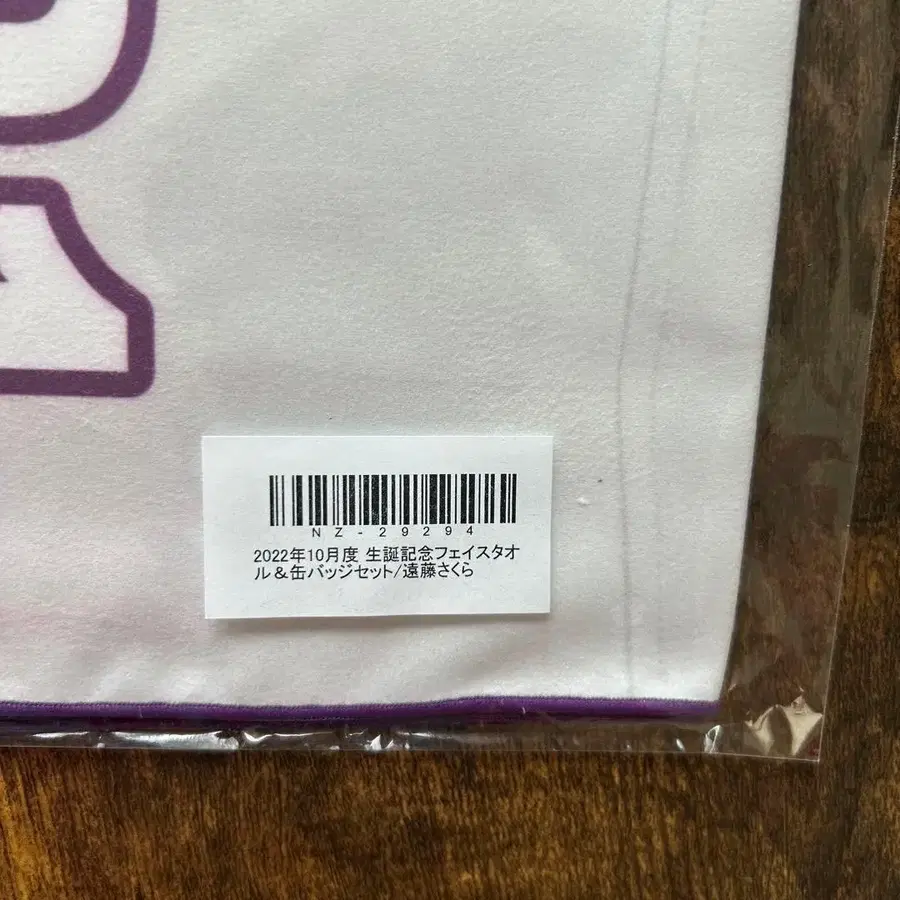 NZ-29294
2022年10月度 生誕記念フェイスタオ
ル＆缶バッジセット/遠藤さくら